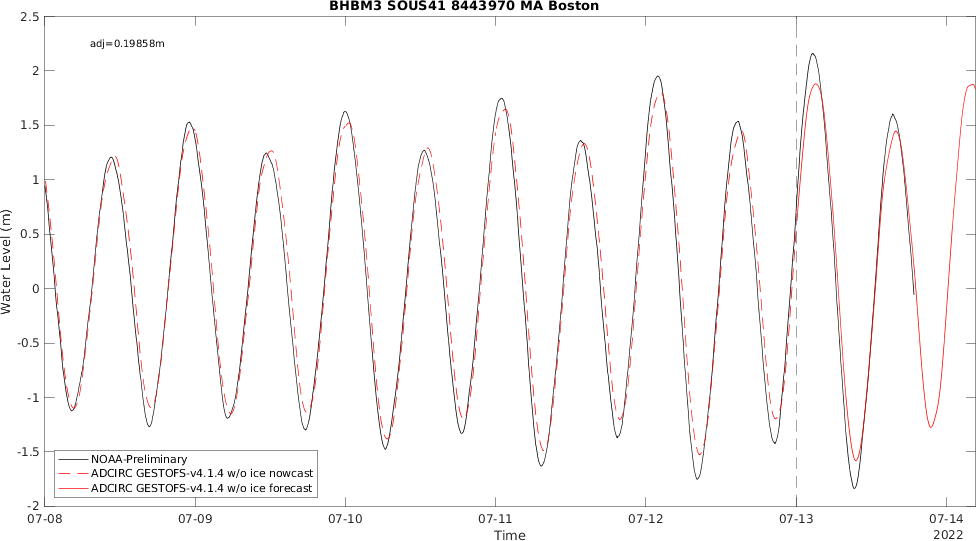 BHBM3 SOUS41 8443970 MA Boston
adj=0.19858m
2.5
2
1.5
1
0.5
0
-0.5
-1
-1.5
-2
Water Level (m)
NOAA-Preliminary
ADCIRC GESTOFS-v4.1.4 w/o ice nowcast
ADCIRC GESTOFS-v4.1.4 w/o ice forecast
07-08 07-09 07-10 07-11 07-12 07-13 07-14
Time
2022